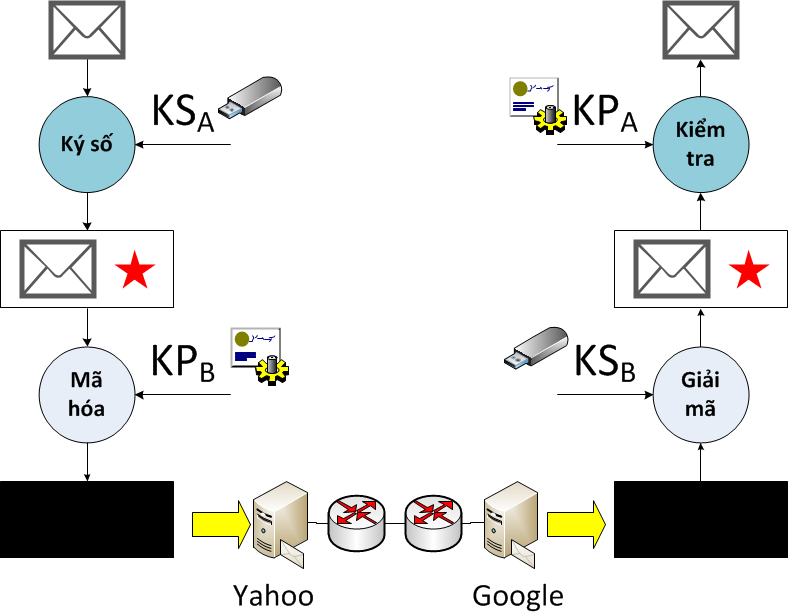 KSA
KPA
Ký số
Kiểm
tra
KPB
KSB
Mã
hóa
Giải
mã
Yahoo
Google